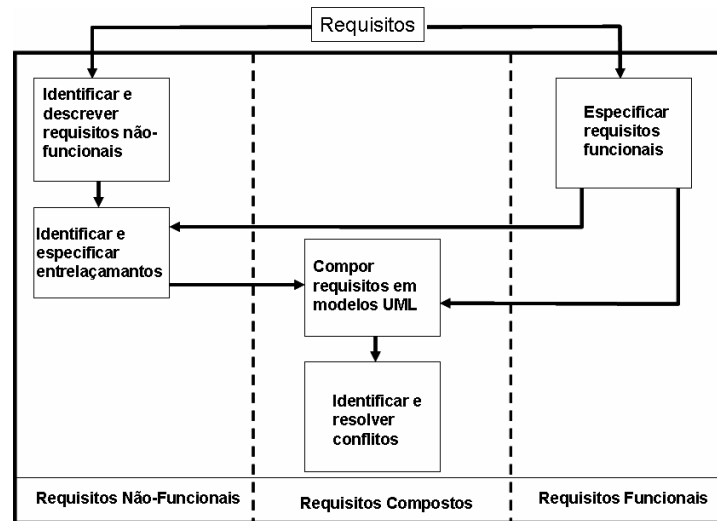 Requisitos
Identificar e
descrever
requisitos não-
funcionais
Especificar
requisitos
funcionais
Identificar e
especificar
entrelaçamantos
Compor
requisitos em
modelos UML
Identificar e
resolver
conflitos
Requisitos Não-Funcionais
Requisitos Compostos
Requisitos Funcionais